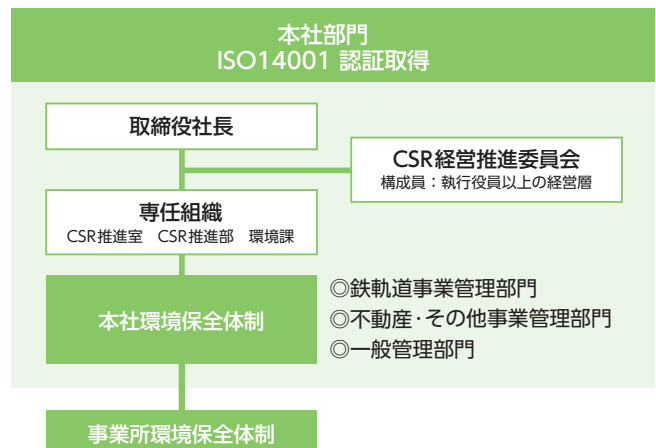 本社部門
ISO14001 認証取得
取締役社長
CSR経営推進委員会
構成員：執行役員以上の経営層
専任組織
CSR推進室　CSR推進部　環境課
本社環境保全体制
◎鉄軌道事業管理部門
◎不動産・その他事業管理部門
◎一般管理部門
事業所環境保全体制